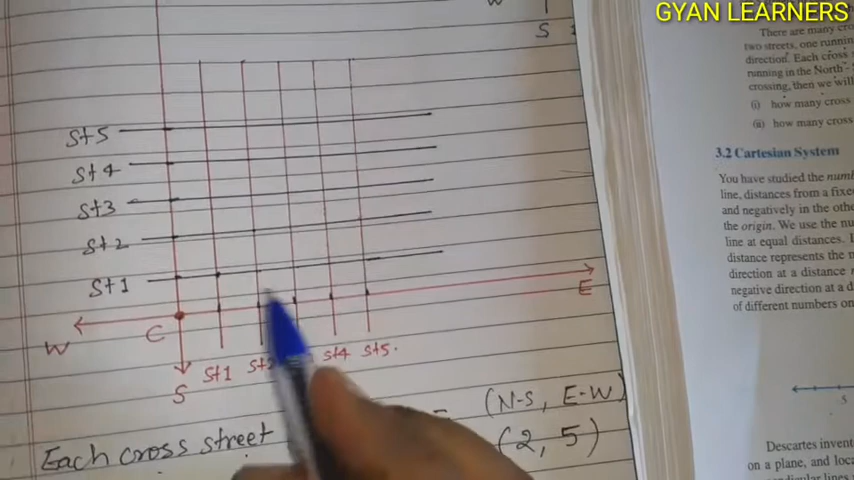 GYAN LEARNERS
W
S
St5
St4
St3
St2
St1
W
C
E
S
St1
St4
St5.
(N-S, E-W)
Each cross street
=
(2, 5)
There are many cro
two streets, one running
direction. Each cross
running in the North-
crossing, then we will
(i) how many cross
(ii) how many cross
3.2 Cartesian System
You have studied the num
line, distances from a fixe
and negatively in the othe
the origin. We use the num
line at equal distances. I
distance represents the n
direction at a distance
negative direction at a d
of different numbers on
S
Descartes invent
on a plane, and loca